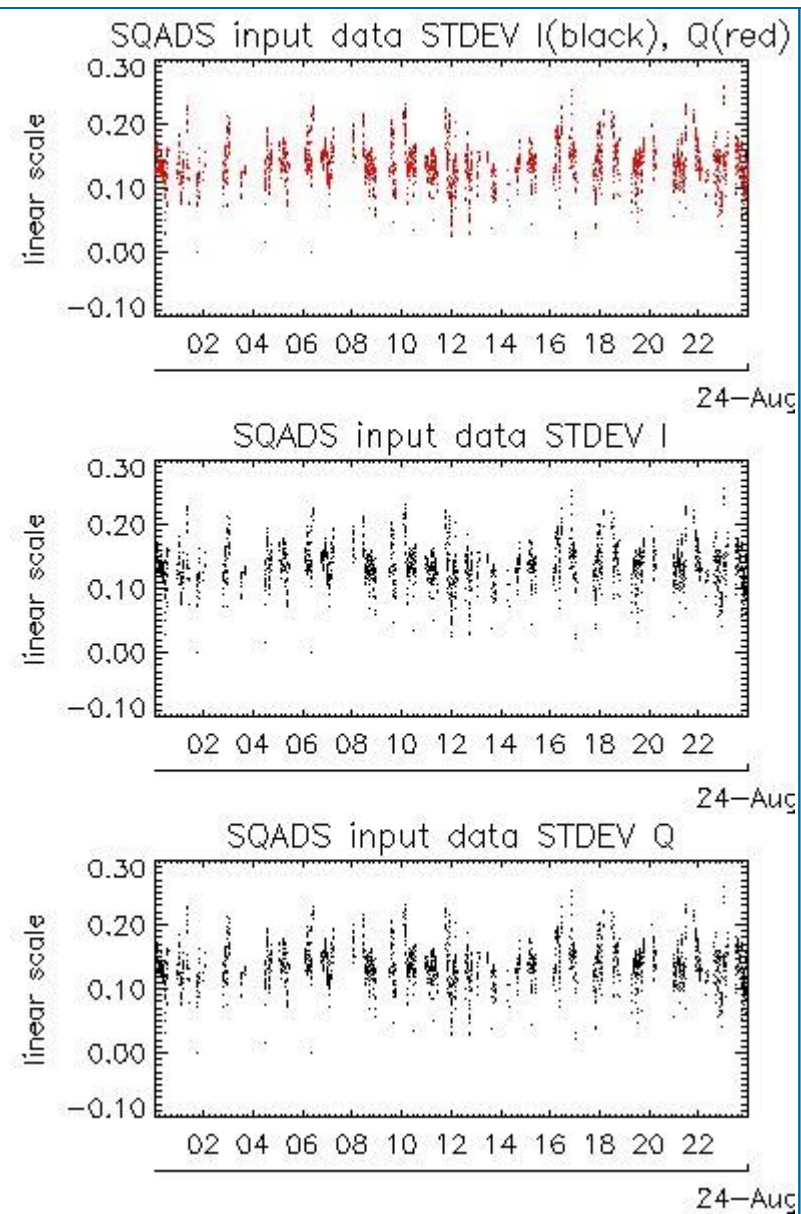 SQADS input data STDEV I(black), Q(red)
0.30
0.20
0.10
0.00
−0.10
linear scale
02 04 06 08 10 12 14 16 18 20 22
24−Aug
SQADS input data STDEV I
0.30
0.20
0.10
0.00
−0.10
linear scale
02 04 06 08 10 12 14 16 18 20 22
24−Aug
SQADS input data STDEV Q
0.30
0.20
0.10
0.00
−0.10
linear scale
02 04 06 08 10 12 14 16 18 20 22
24−Aug